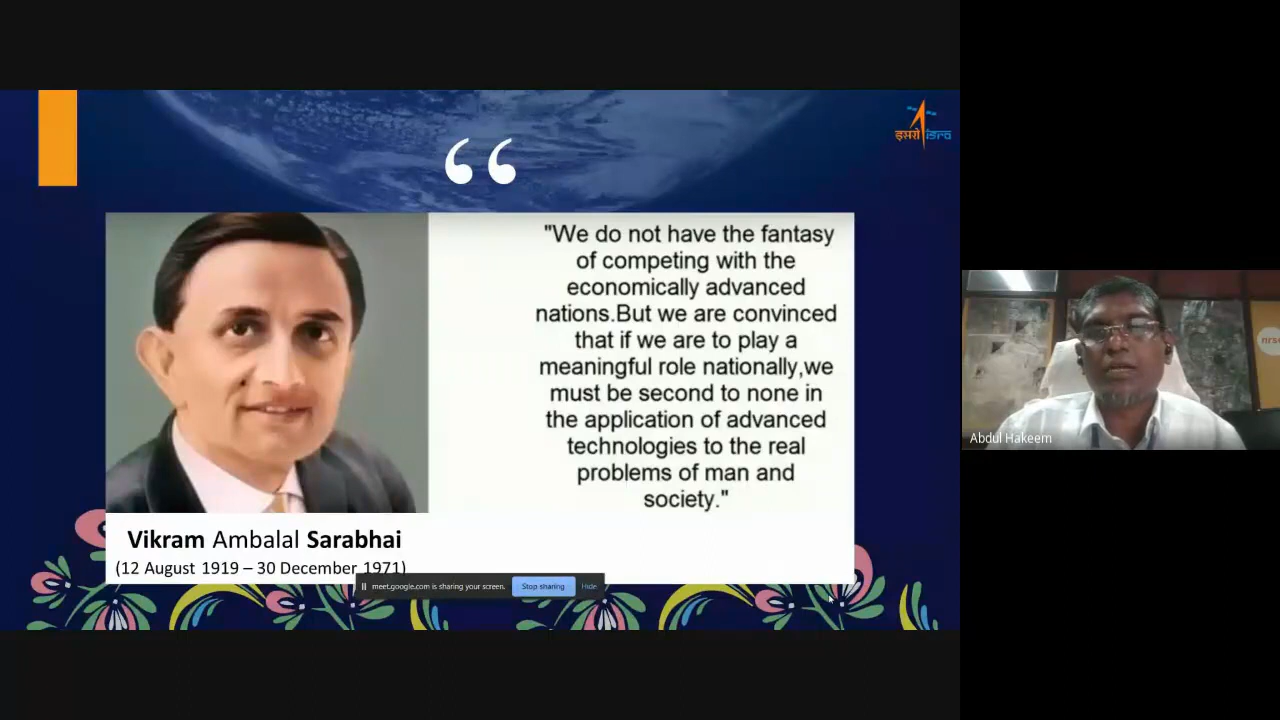 इसरो isro
“
"We do not have the fantasy
of competing with the
economically advanced
nations.But we are convinced
that if we are to play a
meaningful role nationally,we
must be second to none in
the application of advanced
technologies to the real
problems of man and
society."
Vikram Ambalal Sarabhai
(12 August 1919 – 30 December 1971)
meet.google.com is sharing your screen. Stop sharing Hide
nrsc
Abdul Hakeem